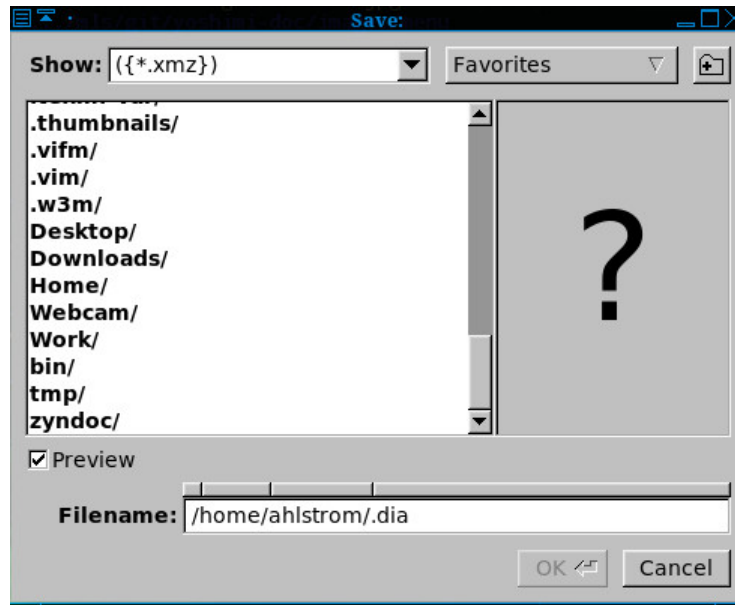 Save:
Show: ({*.xmz}) Favorites
.thumbnails/
.vifm/
.vim/
.w3m/
Desktop/
Downloads/
Home/
Webcam/
Work/
bin/
tmp/
zyndoc/
?
Preview
Filename: /home/ahlstrom/.dia
OK Cancel